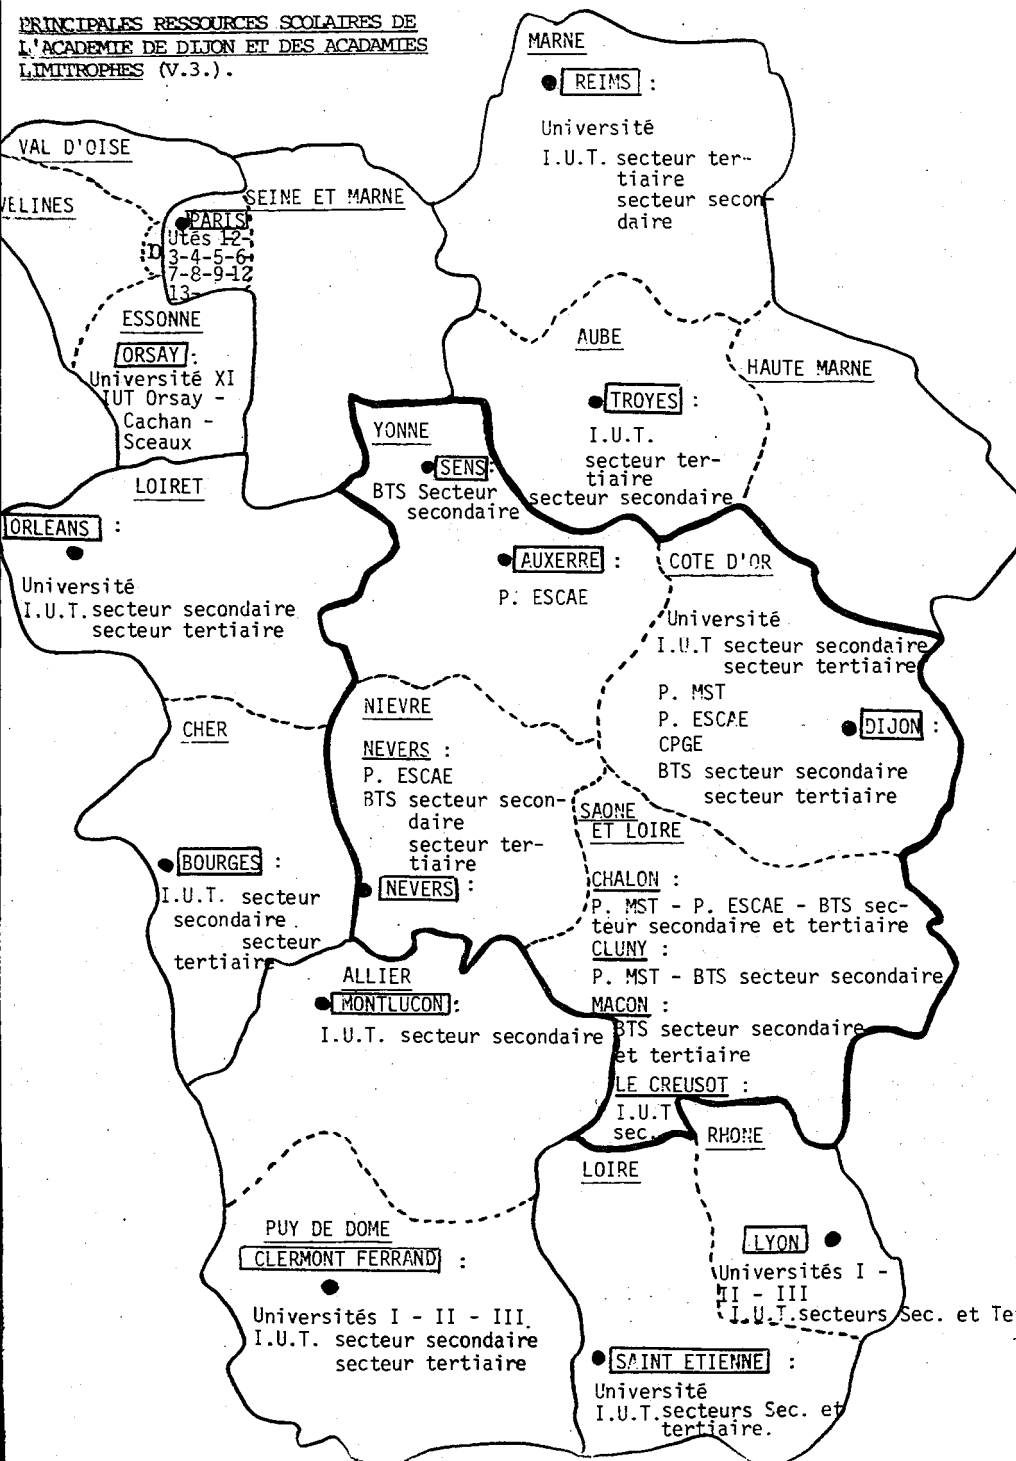 PRINCIPALES RESSOURCES SCOLAIRES DE
L'ACADEMIE DE DIJON ET DES ACADAMIES
LIMITROPHES (V.3.).
MARNE
REIMS :
Université
I.U.T. secteur ter-
tiaire
secteur secon-
daire
VAL D'OISE
VELINES
SEINE ET MARNE
PARIS
Utés 12-
3-4-5-6-
7-8-9-12
13-
ESSONNE
ORSAY :
Université XI
IUT Orsay -
Cachan -
Sceaux
AUBE
TROYES :
I.U.T.
secteur ter-
tiaire
secteur secondaire
HAUTE MARNE
YONNE
SENS :
BTS Secteur
secondaire
AUXERRE :
P. ESCAE
LOIRET
ORLEANS :
Université
I.U.T. secteur secondaire
secteur tertiaire
COTE D'OR
Université
I.U.T secteur secondaire
secteur tertiaire
P. MST
P. ESCAE
CPGE
DIJON :
BTS secteur secondaire
secteur tertiaire
CHER
BOURGES :
I.U.T. secteur
secondaire.
secteur
tertiaire
NIEVRE
NEVERS :
P. ESCAE
BTS secteur secon-
daire
secteur ter-
tiaire
NEVERS :
SAONE
ET LOIRE
CHALON :
P. MST - P. ESCAE - BTS sec-
teur secondaire et tertiaire
CLUNY :
P. MST - BTS secteur secondaire
MACON :
BTS secteur secondaire
et tertiaire
LE CREUSOT :
I.U.T
sec.
ALLIER
MONTLUCON :
I.U.T. secteur secondaire
PUY DE DOME
CLERMONT FERRAND :
Universités I - II - III.
I.U.T. secteur secondaire
secteur tertiaire
LOIRE
RHONE
LYON
Universités I -
II - III
I.U.T.secteurs Sec. et Te
SAINT ETIENNE :
Université
I.U.T.secteurs Sec. et
tertiaire.